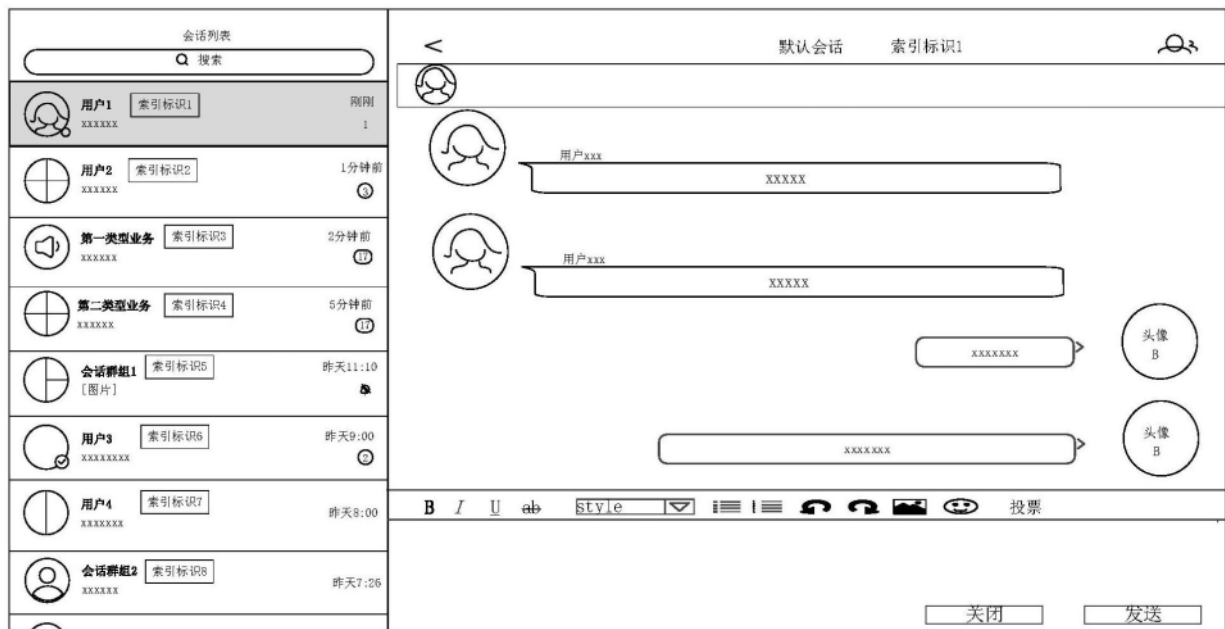 会话列表
搜索
用户1 索引标识1 刚刚
xxxxxx 1
用户2 索引标识2 1分钟前
xxxxxx 3
第一类型业务 索引标识3 2分钟前
xxxxxx 17
第二类型业务 索引标识4 5分钟前
xxxxxx 17
会话群组1 索引标识5 昨天11:10
[图片]
用户3 索引标识6 昨天9:00
xxxxxxxx 2
用户4 索引标识7 昨天8:00
xxxxxxx
会话群组2 索引标识8 昨天7:26
xxxxxx
< 默认会话 索引标识1
用户xxx
XXXXX
用户xxx
XXXXX
xxxxxxx
头像
B
xxxxxxx
头像
B
B I U ab style 投票
关闭 发送